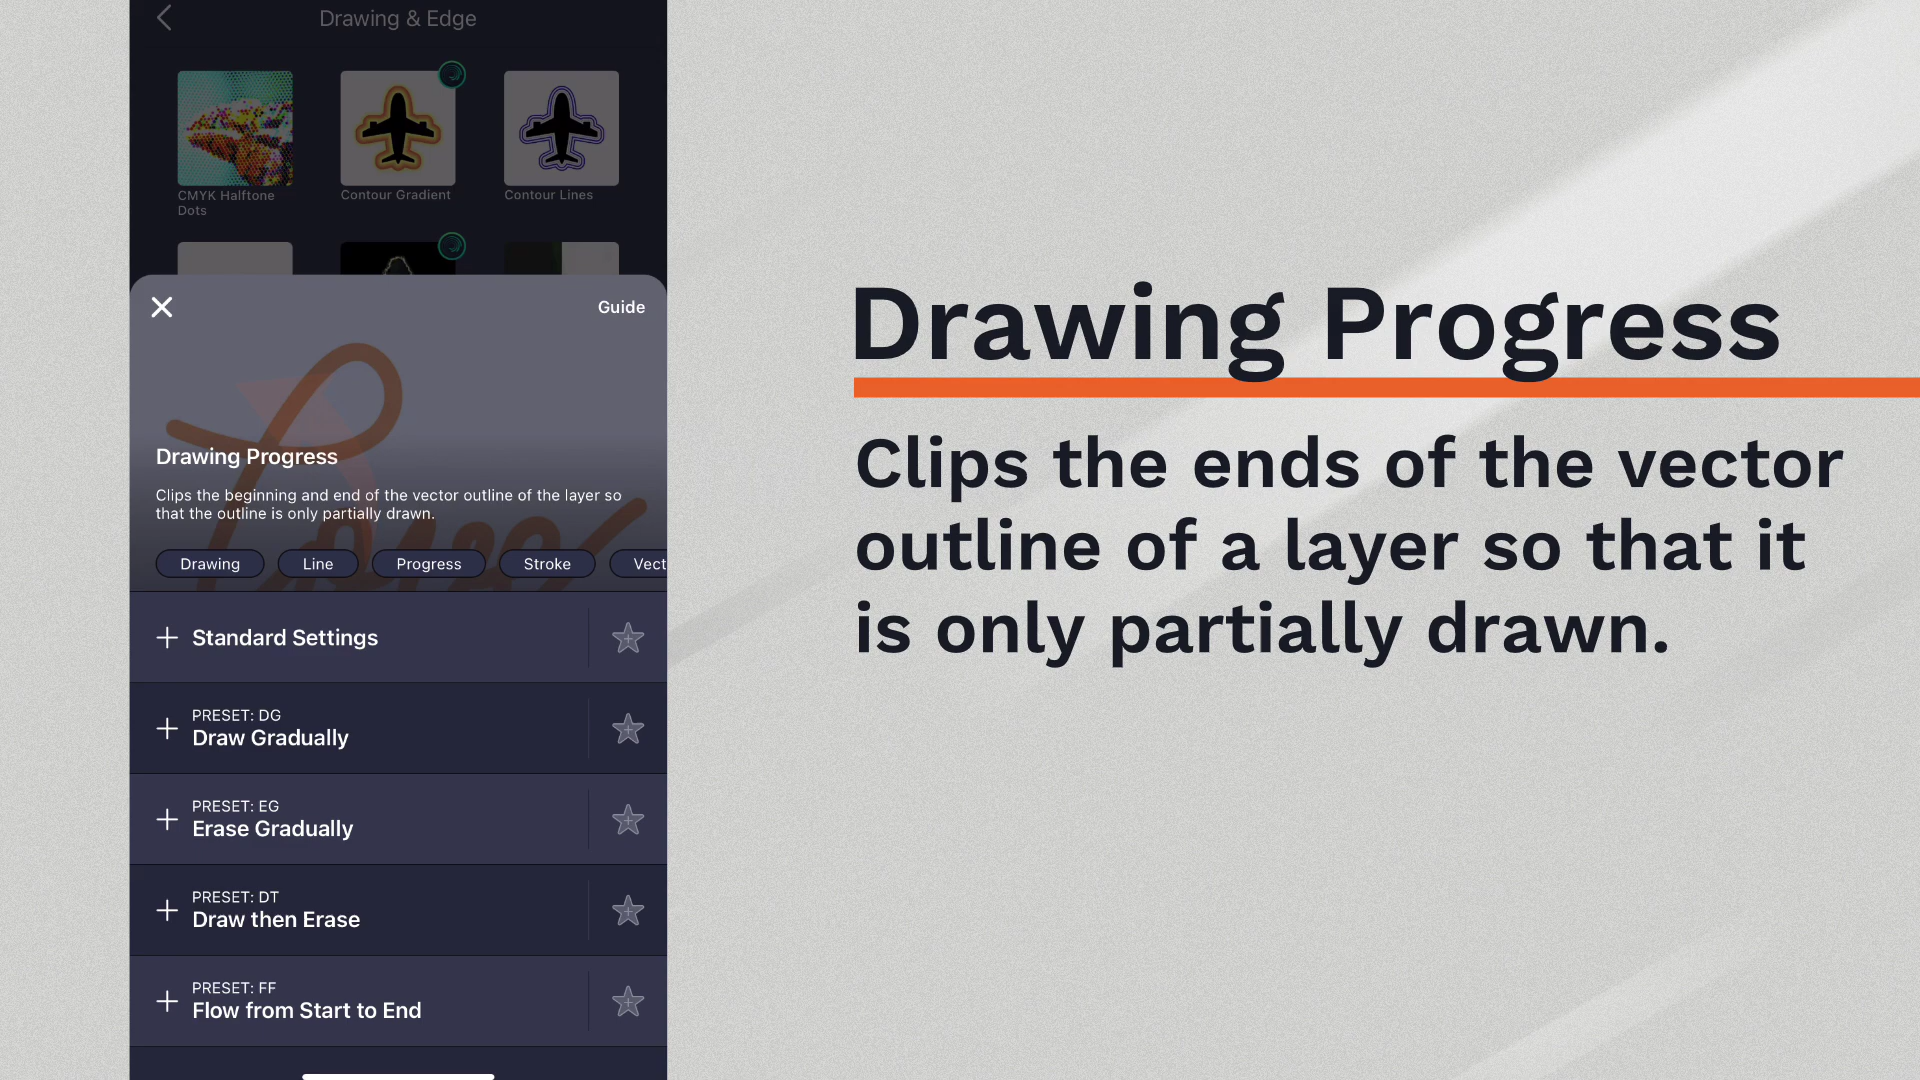 Drawing & Edge
CMYK Halftone
Dots
Contour Gradient
Contour Lines
Guide
Drawing Progress
Clips the beginning and end of the vector outline of the layer so
that the outline is only partially drawn.
Drawing
Line
Progress
Stroke
Vect
Standard Settings
PRESET: DG
Draw Gradually
PRESET: EG
Erase Gradually
PRESET: DT
Draw then Erase
PRESET: FF
Flow from Start to End
Drawing Progress
Clips the ends of the vector
outline of a layer so that it
is only partially drawn.